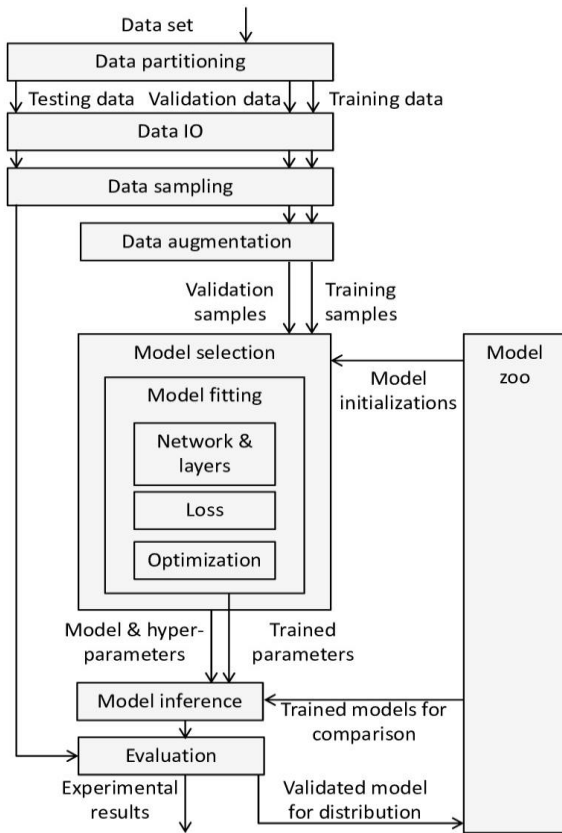 Data set
Data partitioning
Testing data
Validation data
Training data
Data IO
Data sampling
Data augmentation
Validation
samples
Training
samples
Model selection
Model
zoo
Model
initializations
Model fitting
Network &
layers
Loss
Optimization
Model & hyper-
parameters
Trained
parameters
Model inference
Trained models for
comparison
Evaluation
Experimental
results
Validated model
for distribution